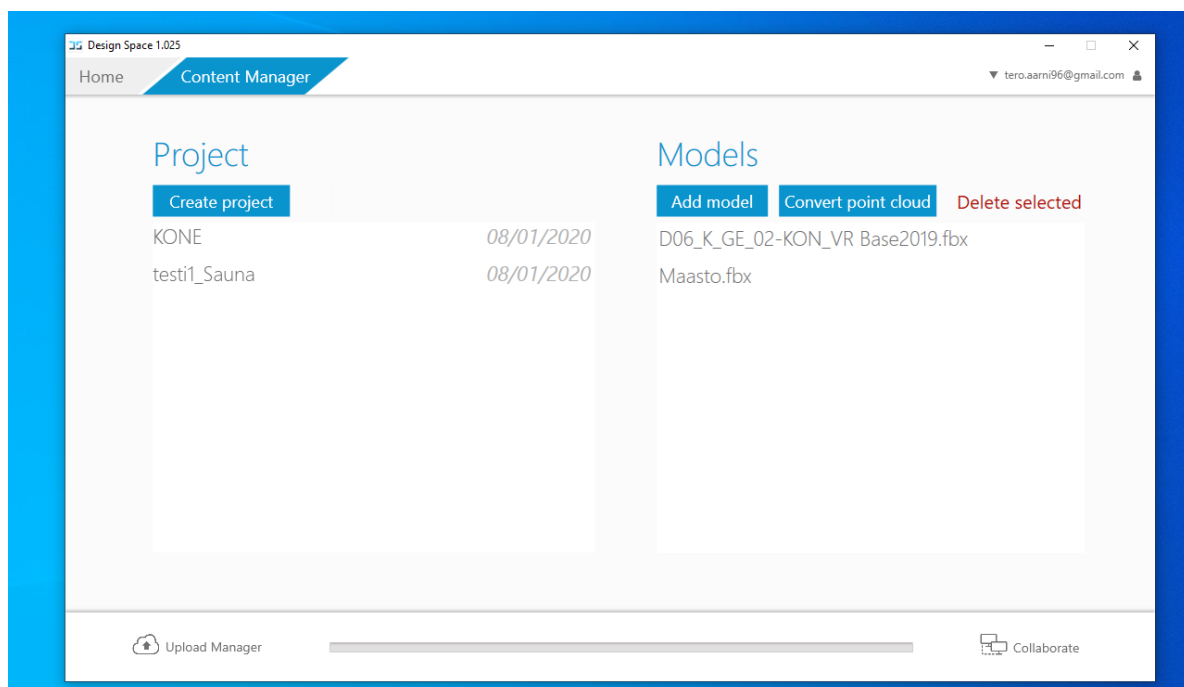 Design Space 1.025
Home
Content Manager
▼ tero.aarni96@gmail.com
Project
Create project
KONE 08/01/2020
testi1_Sauna 08/01/2020
Models
Add model Convert point cloud Delete selected
D06_K_GE_02-KON_VR Base2019.fbx
Maasto.fbx
Upload Manager
Collaborate